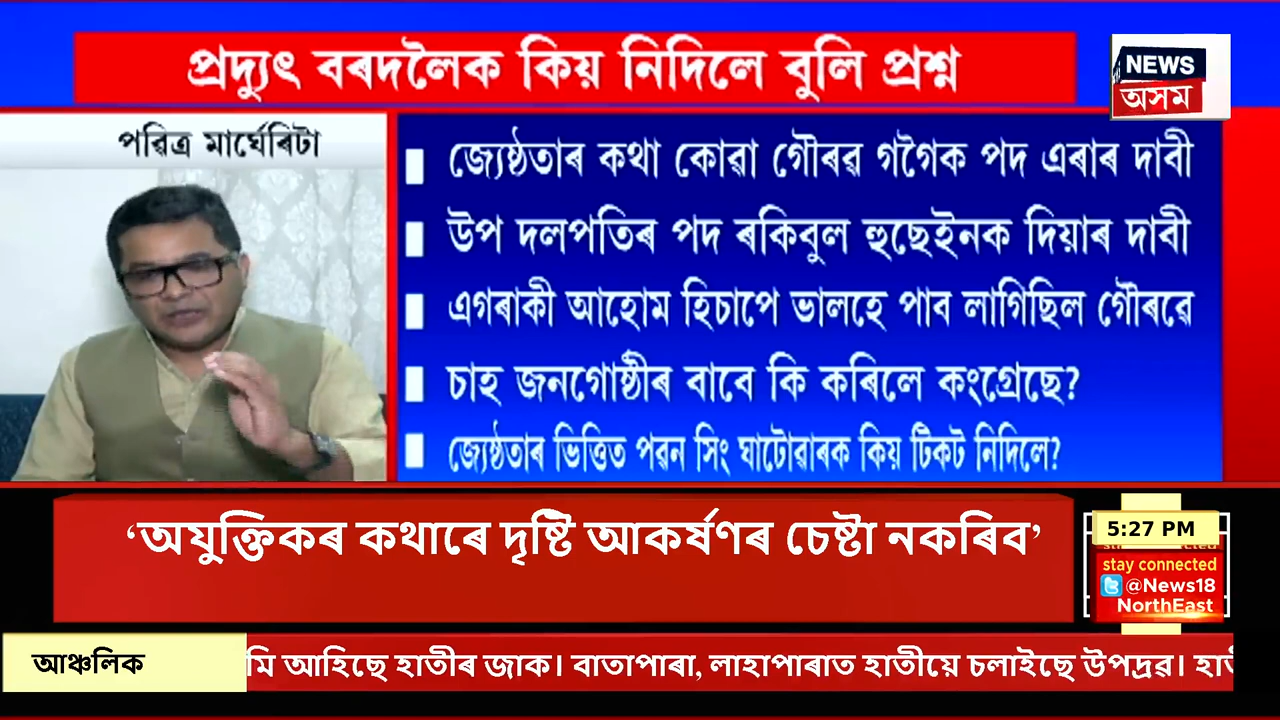 প্ৰদ্যুৎ বৰদলৈক কিয় নিদিলে বুলি প্ৰশ্ন
NEWS
অসম
পৱিত্ৰ মাৰ্ঘেৰিটা
জ্যেষ্ঠতাৰ কথা কোৱা গৌৰৱ গগৈক পদ এৰাৰ দাবী
উপ দলপতিৰ পদ ৰকিবুল হুছেইনক দিয়াৰ দাবী
এগৰাকী আহোম হিচাপে ভালহে পাব লাগিছিল গৌৰৱে
চাহ জনগোষ্ঠীৰ বাবে কি কৰিলে কংগ্ৰেছে?
জ্যেষ্ঠতাৰ ভিত্তিত পৱন সিং ঘাটোৱাৰক কিয় টিকট নিদিলে?
‘অযুক্তিকৰ কথাৰে দৃষ্টি আকৰ্ষণৰ চেষ্টা নকৰিব’
5:27 PM
stay connected
@News18
NorthEast
আঞ্চলিক
মি আহিছে হাতীৰ জাক। বাতাপাৰা, লাহাপাৰাত হাতীয়ে চলাইছে উপদ্ৰৱ।